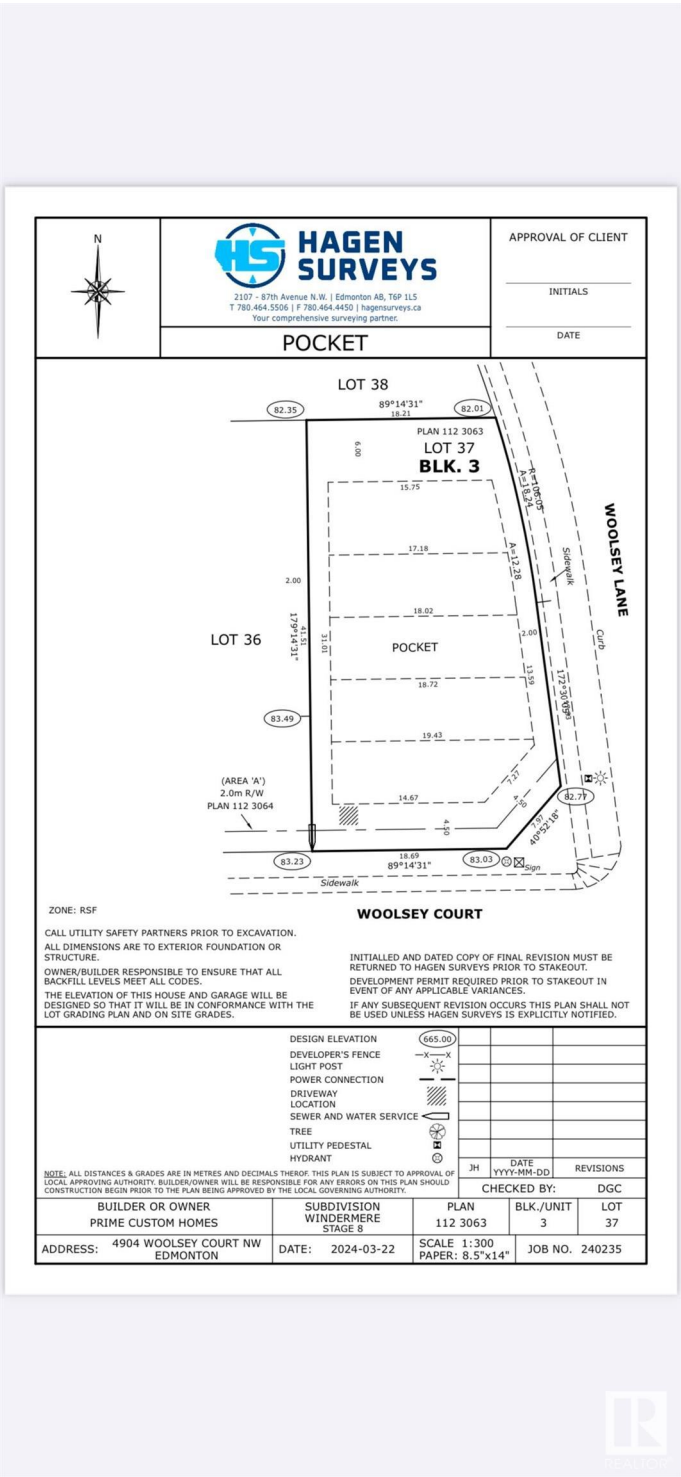 N
HS
HAGEN
SURVEYS
2107 - 87th Avenue N.W. | Edmonton AB, T6P 1L5
T 780.464.5506 | F 780.464.4450 | hagensurveys.ca
Your comprehensive surveying partner.
POCKET
APPROVAL OF CLIENT
INITIALS
DATE
LOT 38
82.35
89°14'31"
18.21
82.01
PLAN 112 3063
LOT 37
BLK. 3
6.00
15.75
R=106.05
A=18.24
17.18
A=12.28
WOOLSEY LANE
Sidewalk
2.00
18.02
2.00
41.51
179°14'31"
31.01
LOT 36
POCKET
Curb
18.72
13.59
172°30'05"
83.49
19.43
7.27
(AREA 'A')
2.0m R/W
PLAN 112 3064
14.67
4.50
82.77
4.50
7.97
40°52'18"
83.23
18.69
89°14'31"
83.03
Sign
Sidewalk
WOOLSEY COURT
ZONE: RSF
CALL UTILITY SAFETY PARTNERS PRIOR TO EXCAVATION.
ALL DIMENSIONS ARE TO EXTERIOR FOUNDATION OR
STRUCTURE.
OWNER/BUILDER RESPONSIBLE TO ENSURE THAT ALL
BACKFILL LEVELS MEET ALL CODES.
THE ELEVATION OF THIS HOUSE AND GARAGE WILL BE
DESIGNED SO THAT IT WILL BE IN CONFORMANCE WITH THE
LOT GRADING PLAN AND ON SITE GRADES.
INITIALLED AND DATED COPY OF FINAL REVISION MUST BE
RETURNED TO HAGEN SURVEYS PRIOR TO STAKEOUT.
DEVELOPMENT PERMIT REQUIRED PRIOR TO STAKEOUT IN
EVENT OF ANY APPLICABLE VARIANCES.
IF ANY SUBSEQUENT REVISION OCCURS THIS PLAN SHALL NOT
BE USED UNLESS HAGEN SURVEYS IS EXPLICITLY NOTIFIED.
DESIGN ELEVATION 665.00
DEVELOPER'S FENCE —X—X
LIGHT POST
POWER CONNECTION
DRIVEWAY
LOCATION
SEWER AND WATER SERVICE
TREE
UTILITY PEDESTAL
HYDRANT
NOTE: ALL DISTANCES & GRADES ARE IN METRES AND DECIMALS THEROF. THIS PLAN IS SUBJECT TO APPROVAL OF
LOCAL APPROVING AUTHORITY. BUILDER/OWNER WILL BE RESPONSIBLE FOR ANY ERRORS ON THIS PLAN SHOULD
CONSTRUCTION BEGIN PRIOR TO THE PLAN BEING APPROVED BY THE LOCAL GOVERNING AUTHORITY.
JH
DATE
YYYY-MM-DD
REVISIONS
CHECKED BY: DGC
BUILDER OR OWNER
PRIME CUSTOM HOMES
SUBDIVISION
WINDERMERE
STAGE 8
PLAN
112 3063
BLK./UNIT
3
LOT
37
ADDRESS: 4904 WOOLSEY COURT NW
EDMONTON
DATE: 2024-03-22
SCALE 1:300
PAPER: 8.5"x14"
JOB NO. 240235
REALTOR